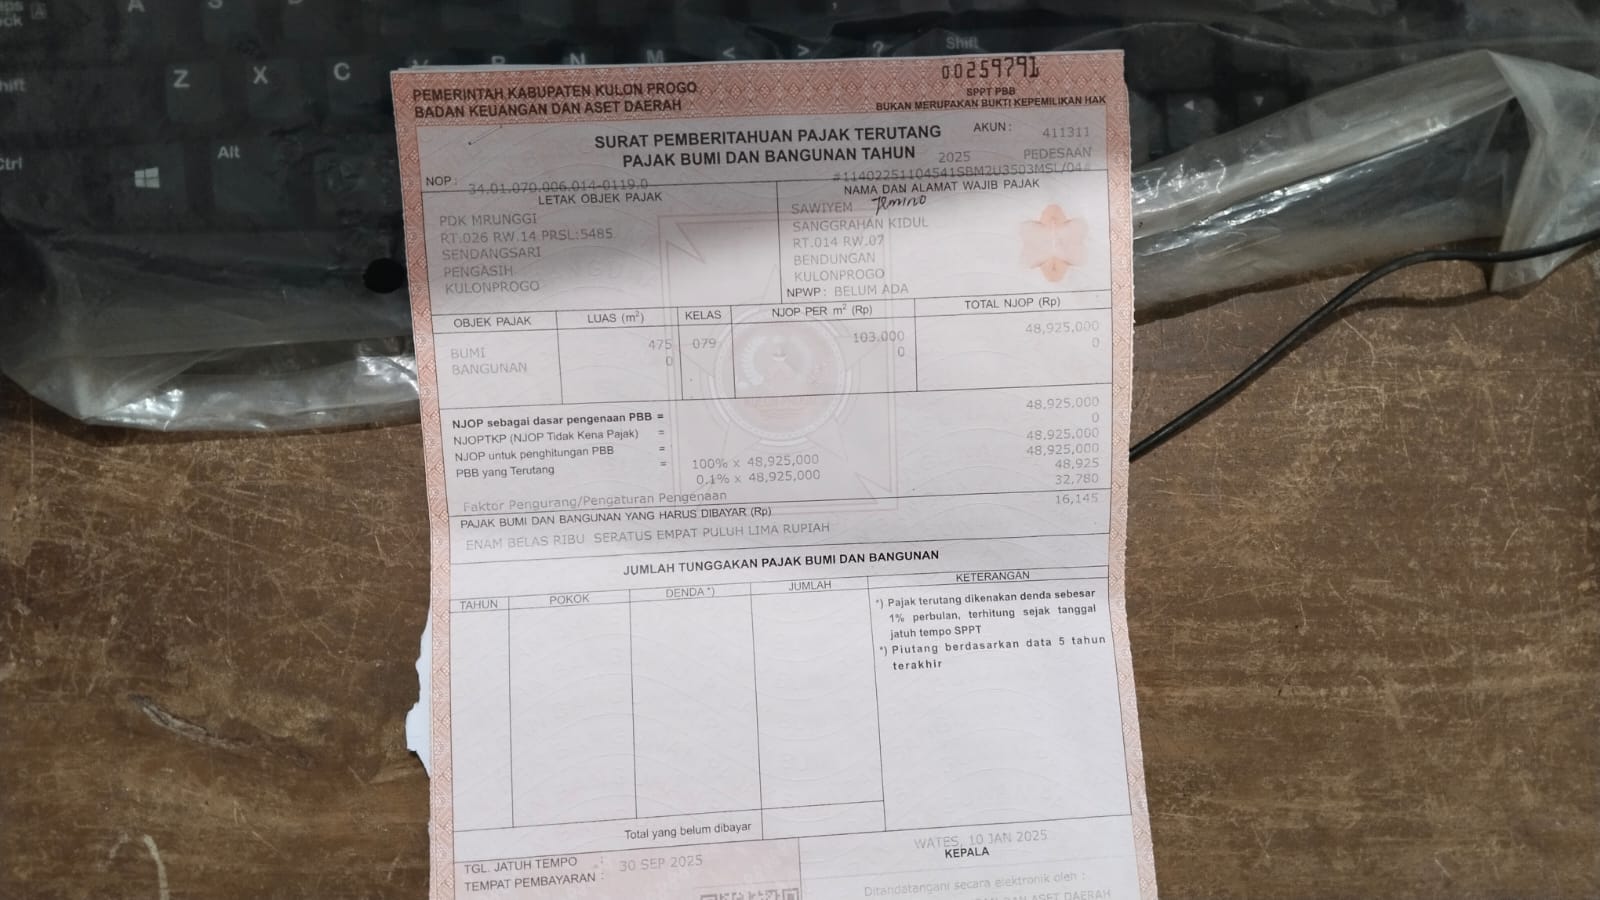 00259791
PEMERINTAH KABUPATEN KULON PROGO
BADAN KEUANGAN DAN ASET DAERAH
SPPT PBB
BUKAN MERUPAKAN BUKTI KEPEMILIKAN HAK
SURAT PEMBERITAHUAN PAJAK TERUTANG
AKUN : 411311
PAJAK BUMI DAN BANGUNAN TAHUN 2025 PEDESAAN
NOP : 34.01.070.006.014-0119.0
#11402251104541SBM2U3503MSL/04#
LETAK OBJEK PAJAK
PDK MRUNGGI
RT.026 RW.14 PRSL:5485
SENDANGSARI
PENGASIH
KULONPROGO
NAMA DAN ALAMAT WAJIB PAJAK
SAWIYEM
SANGGRAHAN KIDUL
RT.014 RW.07
BENDUNGAN
KULONPROGO
NPWP : BELUM ADA
OBJEK PAJAK LUAS (m²) KELAS NJOP PER m² (Rp) TOTAL NJOP (Rp)
BUMI 475 079 103.000 48,925,000
BANGUNAN 0 0 0
NJOP sebagai dasar pengenaan PBB = 48,925,000
NJOPTKP (NJOP Tidak Kena Pajak) = 0
NJOP untuk penghitungan PBB = 48,925,000
PBB yang Terutang = 100% x 48,925,000 48,925,000
0.1% x 48,925,000 48,925
Faktor Pengurang/Pengaturan Pengenaan 32,780
PAJAK BUMI DAN BANGUNAN YANG HARUS DIBAYAR (Rp) 16,145
ENAM BELAS RIBU SERATUS EMPAT PULUH LIMA RUPIAH
JUMLAH TUNGGAKAN PAJAK BUMI DAN BANGUNAN
TAHUN POKOK DENDA *) JUMLAH KETERANGAN
*) Pajak terutang dikenakan denda sebesar
1% perbulan, terhitung sejak tanggal
jatuh tempo SPPT
*) Piutang berdasarkan data 5 tahun
terakhir
Total yang belum dibayar
TGL. JATUH TEMPO : 30 SEP 2025
TEMPAT PEMBAYARAN :
WATES, 10 JAN 2025
KEPALA
Ditandatangani secara elektronik oleh :
DAN ASET DAERAH
A
Z
X
C
N
M
<
>
?
Shift
Alt
Ctrl